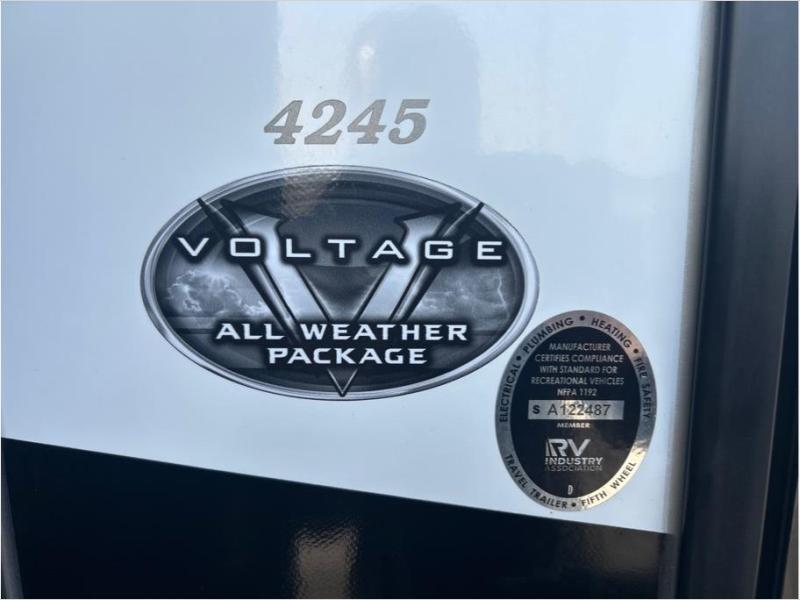 4245
VOLTAGE
ALL WEATHER
PACKAGE
ELECTRICAL • PLUMBING • HEATING • FIRE SAFETY
MANUFACTURER
CERTIFIES COMPLIANCE
WITH STANDARD FOR
RECREATIONAL VEHICLES
NFPA 1192
S A122487
MEMBER
RV
INDUSTRY
ASSOCIATION
D
TRAVEL TRAILER • FIFTH WHEEL